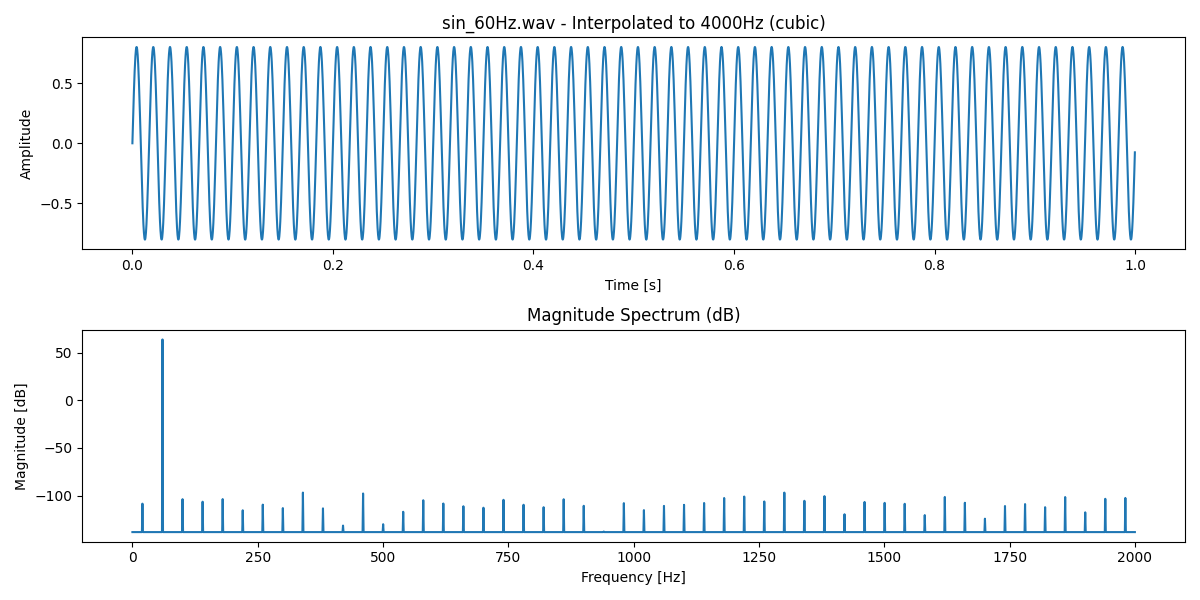 sin_60Hz.wav - Interpolated to 4000Hz (cubic)
Amplitude
0.5
0.0
−0.5
0.0 0.2 0.4 0.6 0.8 1.0
Time [s]
Magnitude Spectrum (dB)
Magnitude [dB]
50
0
−50
−100
0 250 500 750 1000 1250 1500 1750 2000
Frequency [Hz]